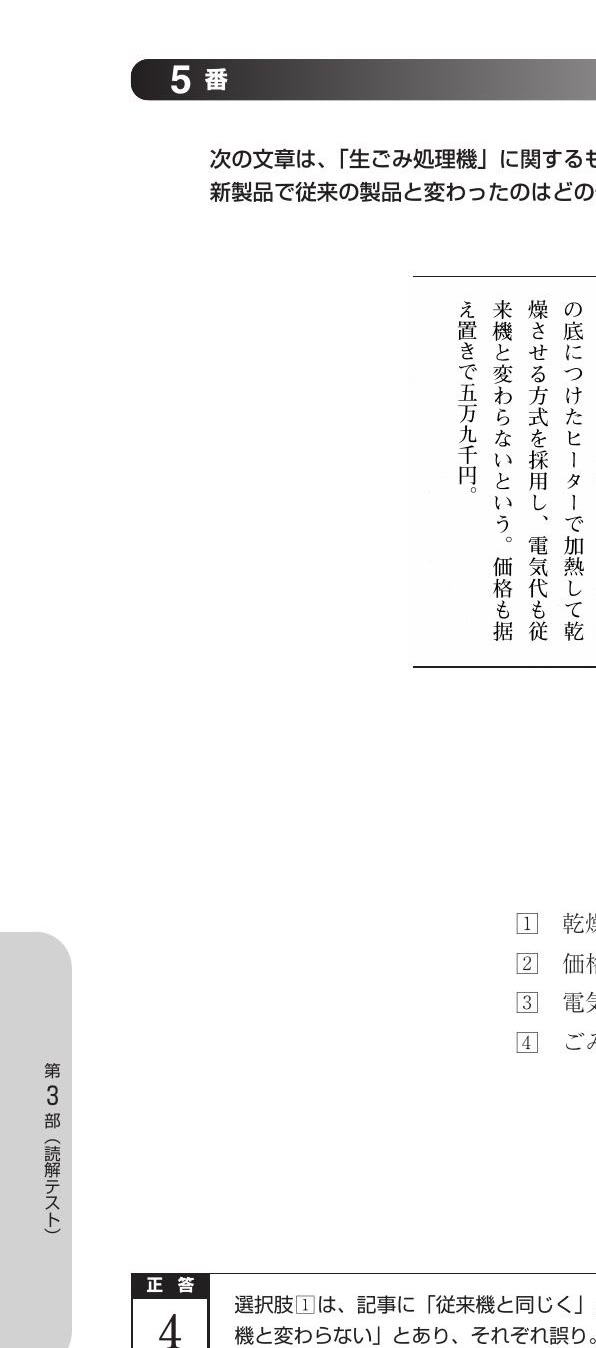 5 番
次の文章は、「生ごみ処理機」に関するも
新製品で従来の製品と変わったのはどの
の底につけたヒーターで加熱して乾
燥させる方式を採用し、電気代も従
来機と変わらないという。価格も据
え置きで五万九千円。
1 乾燥
2 価格
3 電気
4 ごみ
第3部（読解テスト）
正 答
4
選択肢1は、記事に「従来機と同じく」
機と変わらない」とあり、それぞれ誤り。